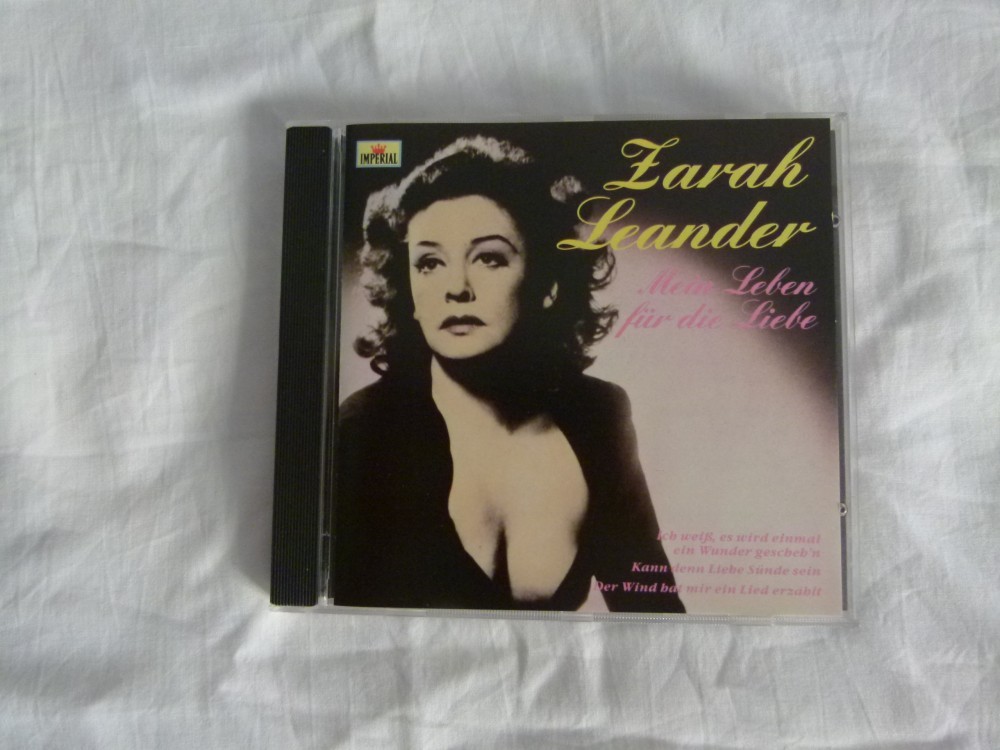 IMPERIAL
Zarah
Leander
Mein Leben
für die Liebe
Ich weiß, es wird einmal
ein Wunder gescheh'n
Kann denn Liebe Sünde sein
Der Wind hat mir ein Lied erzählt